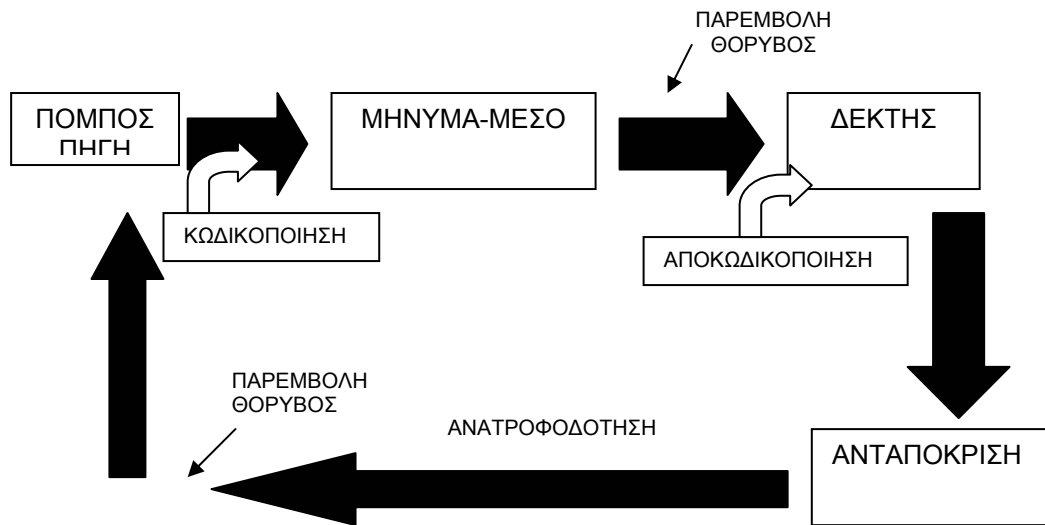 ΠΑΡΕΜΒΟΛΗ
ΘΟΡΥΒΟΣ
ΠΟΜΠΟΣ
ΠΗΓΗ
ΜΗΝΥΜΑ-ΜΕΣΟ
ΔΕΚΤΗΣ
ΚΩΔΙΚΟΠΟΙΗΣΗ
ΑΠΟΚΩΔΙΚΟΠΟΙΗΣΗ
ΠΑΡΕΜΒΟΛΗ
ΘΟΡΥΒΟΣ
ΑΝΑΤΡΟΦΟΔΟΤΗΣΗ
ΑΝΤΑΠΟΚΡΙΣΗ